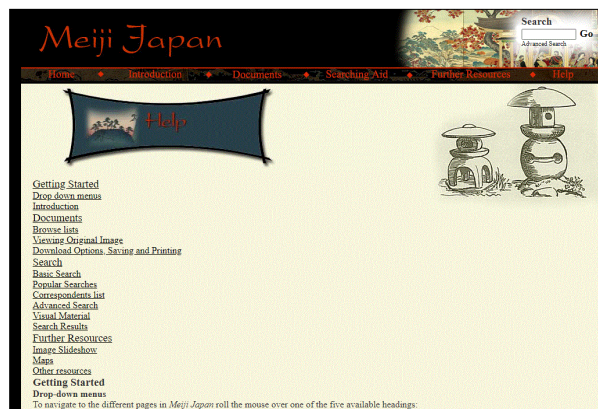 Meiji Japan
Search
Go
Advanced Search
Home ♦ Introduction ♦ Documents ♦ Searching Aid ♦ Further Resources ♦ Help
Help
Getting Started
Drop down menus
Introduction
Documents
Browse lists
Viewing Original Image
Download Options, Saving and Printing
Search
Basic Search
Popular Searches
Correspondents list
Advanced Search
Visual Material
Search Results
Further Resources
Image Slideshow
Maps
Other resources
Getting Started
Drop-down menus
To navigate to the different pages in Meiji Japan roll the mouse over one of the five available headings: